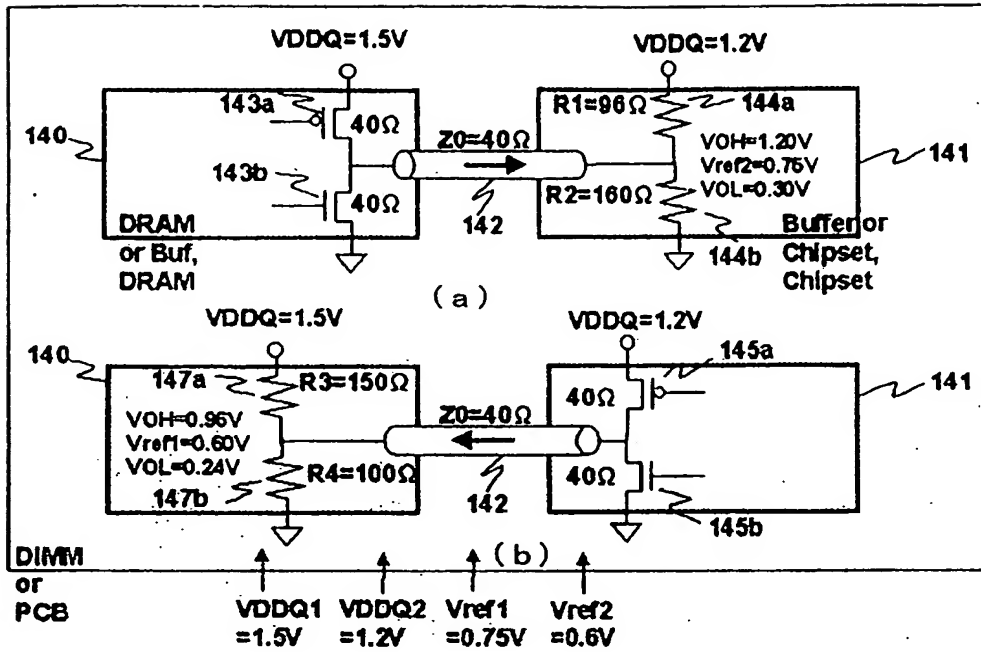 VDDQ=1.5V
VDDQ=1.2V
143a
R1=96Ω
144a
140
40Ω
Z0=40Ω
VOH=1.20V
Vref2=0.75V
VOL=0.30V
141
143b
40Ω
R2=160Ω
142
DRAM
or Buf,
DRAM
144b
Buffer or
Chipset,
Chipset
(a)
VDDQ=1.5V
VDDQ=1.2V
140
147a
R3=150Ω
145a
141
40Ω
VOH=0.96V
Vref1=0.60V
VOL=0.24V
Z0=40Ω
147b
R4=100Ω
40Ω
142
145b
(b)
DIMM
or
PCB
VDDQ1
=1.5V
VDDQ2
=1.2V
Vref1
=0.75V
Vref2
=0.6V